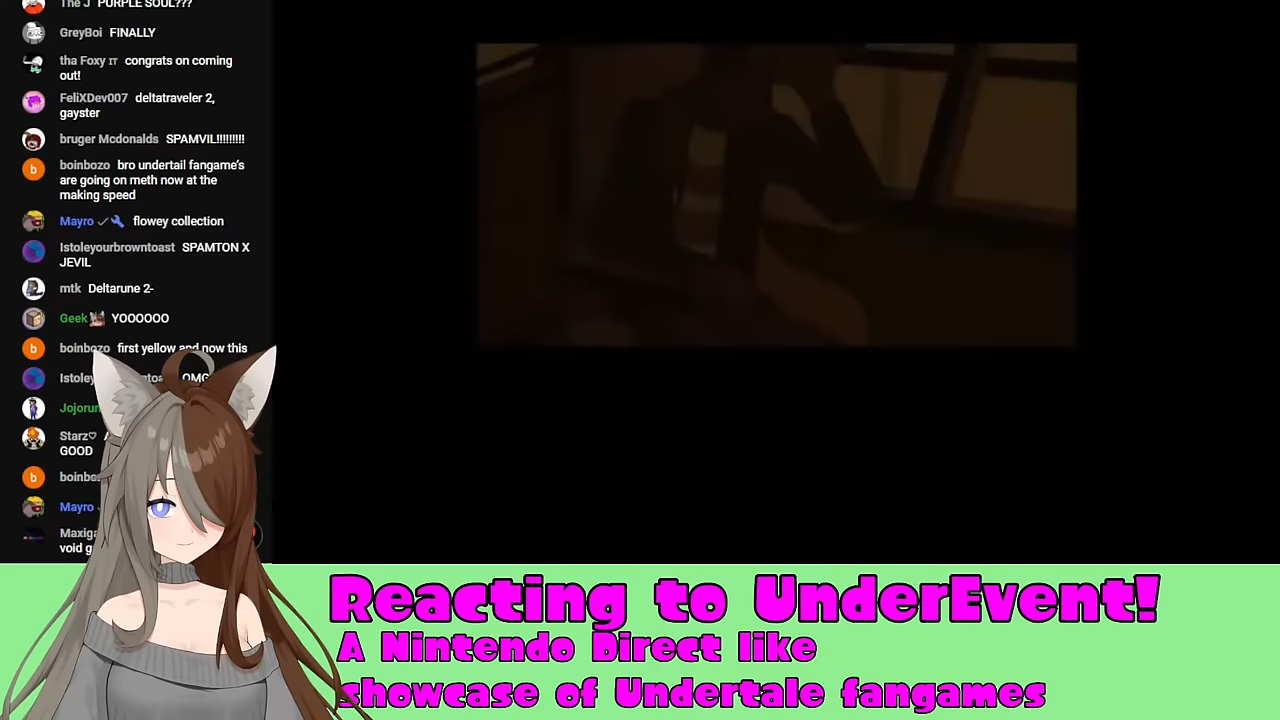 The J PURPLE SOUL???
GreyBoi FINALLY
tha Foxy IT congrats on coming
out!
FeliXDev007 deltatraveler 2,
gayster
bruger Mcdonalds SPAMVIL!!!!!!!!!
b
boinbozo bro undertail fangame's
are going on meth now at the
making speed
Mayro flowey collection
Istoleyourbrowntoast SPAMTON X
JEVIL
mtk Deltarune 2-
Geek YOOOOOO
b
boinbozo first yellow and now this
OMG
Starz♡
GOOD
b
Mayro
void
Reacting to UnderEvent!
A Nintendo Direct like
showcase of Undertale fangames